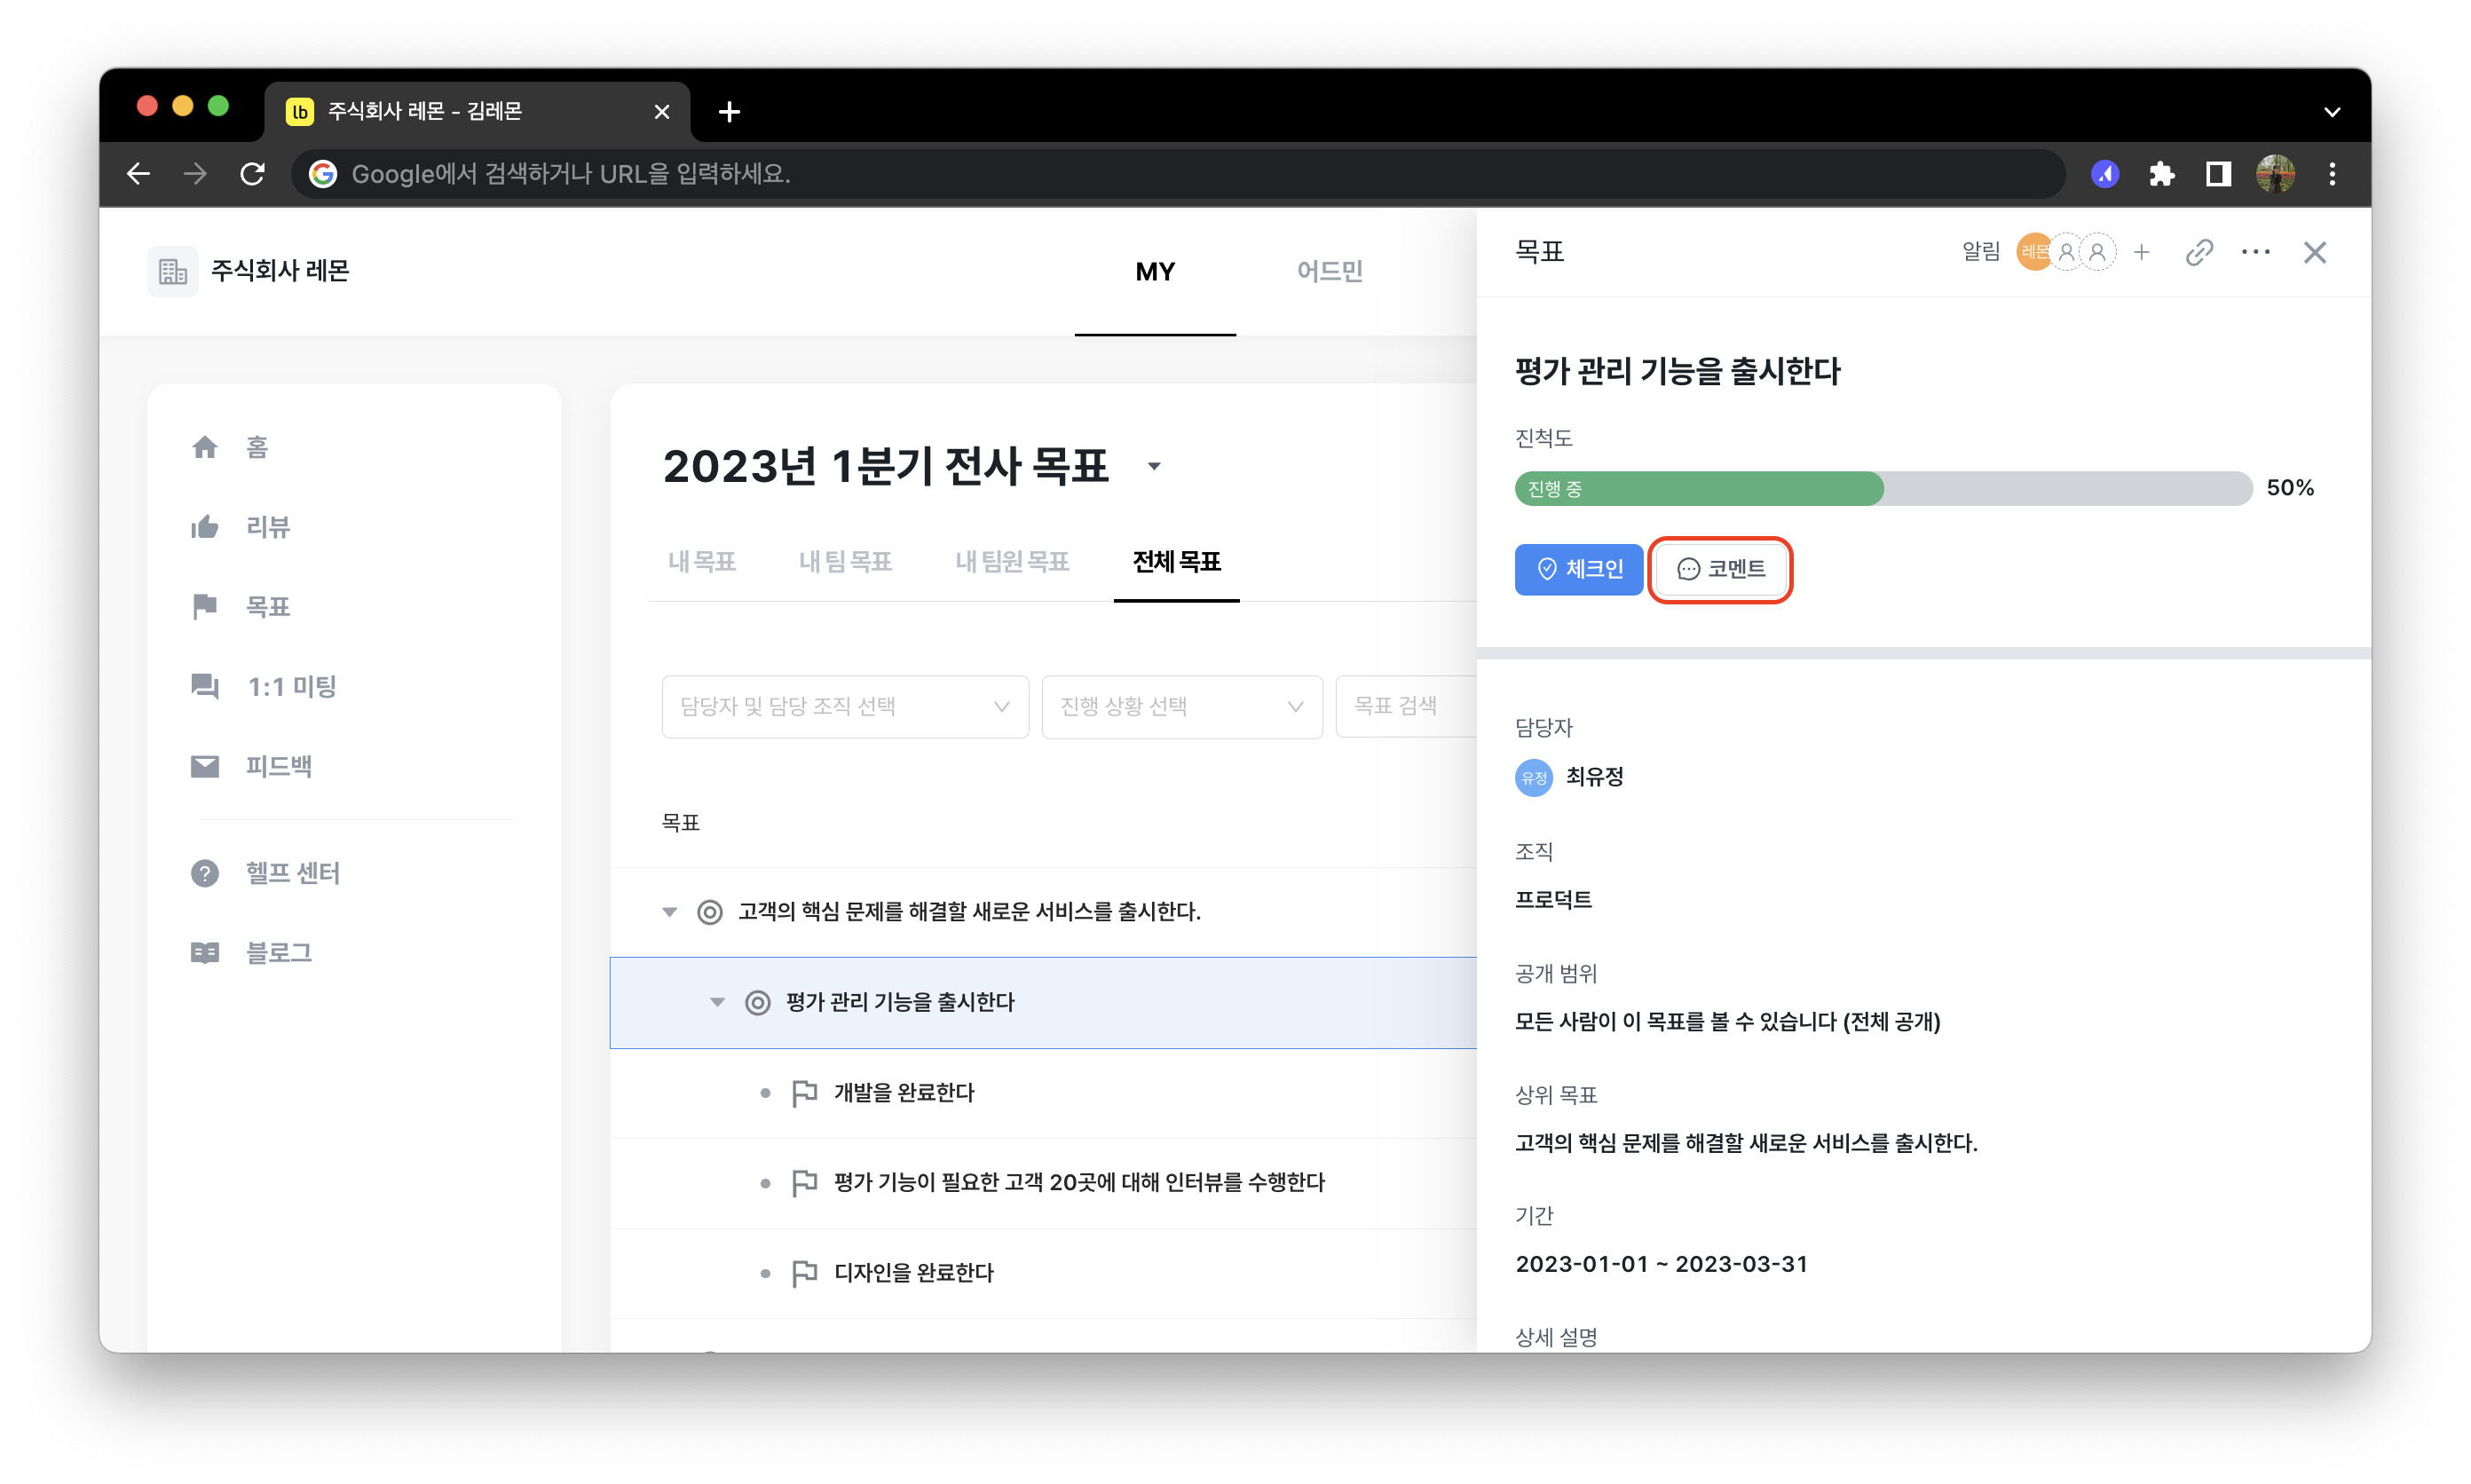 lb 주식회사 레몬 - 김레몬
Google에서 검색하거나 URL을 입력하세요.
주식회사 레몬
MY
어드민
홈
리뷰
목표
1:1 미팅
피드백
헬프 센터
블로그
2023년 1분기 전사 목표
내 목표
내 팀 목표
내 팀원 목표
전체 목표
담당자 및 담당 조직 선택
진행 상황 선택
목표 검색
목표
고객의 핵심 문제를 해결할 새로운 서비스를 출시한다.
평가 관리 기능을 출시한다
개발을 완료한다
평가 기능이 필요한 고객 20곳에 대해 인터뷰를 수행한다
디자인을 완료한다
목표
알림
레몬
평가 관리 기능을 출시한다
진척도
진행 중
50%
체크인
코멘트
담당자
유정 최유정
조직
프로덕트
공개 범위
모든 사람이 이 목표를 볼 수 있습니다 (전체 공개)
상위 목표
고객의 핵심 문제를 해결할 새로운 서비스를 출시한다.
기간
2023-01-01 ~ 2023-03-31
상세 설명